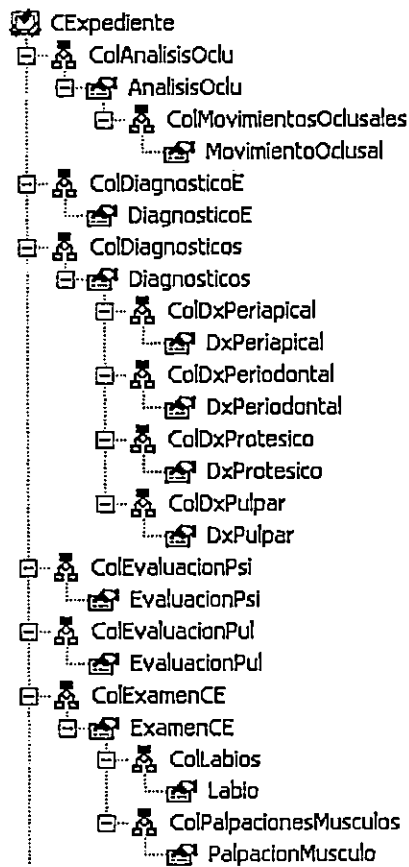 CExpediente
ColAnalisisOclu
AnalisisOclu
ColMovimientosOclusales
MovimientoOclusal
ColDiagnosticoE
DiagnosticoE
ColDiagnosticos
Diagnosticos
ColDxPeriapical
DxPeriapical
ColDxPeriodontal
DxPeriodontal
ColDxProtesico
DxProtesico
ColDxPulpar
DxPulpar
ColEvaluacionPsi
EvaluacionPsi
ColEvaluacionPul
EvaluacionPul
ColExamenCE
ExamenCE
ColLabios
Labio
ColPalpacionesMusculos
PalpacionMusculo